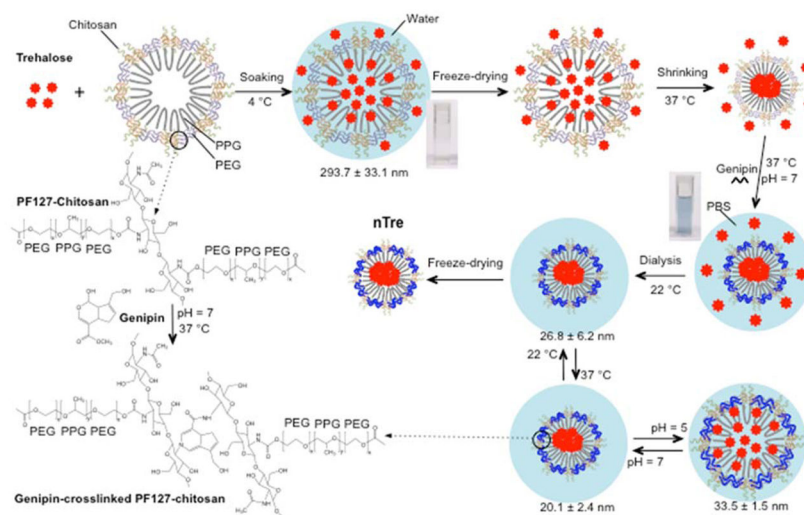 Chitosan
Trehalose
+
Soaking
4 °C
Water
Freeze-drying
Shrinking
37 °C
PPG
PEG
293.7 ± 33.1 nm
Genipin
37 °C
pH = 7
PBS
PF127-Chitosan
PEG PPG PEG
PEG PPG PEG
nTre
Freeze-drying
Dialysis
22 °C
26.8 ± 6.2 nm
Genipin
pH = 7
37 °C
22 °C
37 °C
PEG PPG PEG
PEG PPG PEG
pH = 5
pH = 7
20.1 ± 2.4 nm
33.5 ± 1.5 nm
Genipin-crosslinked PF127-chitosan